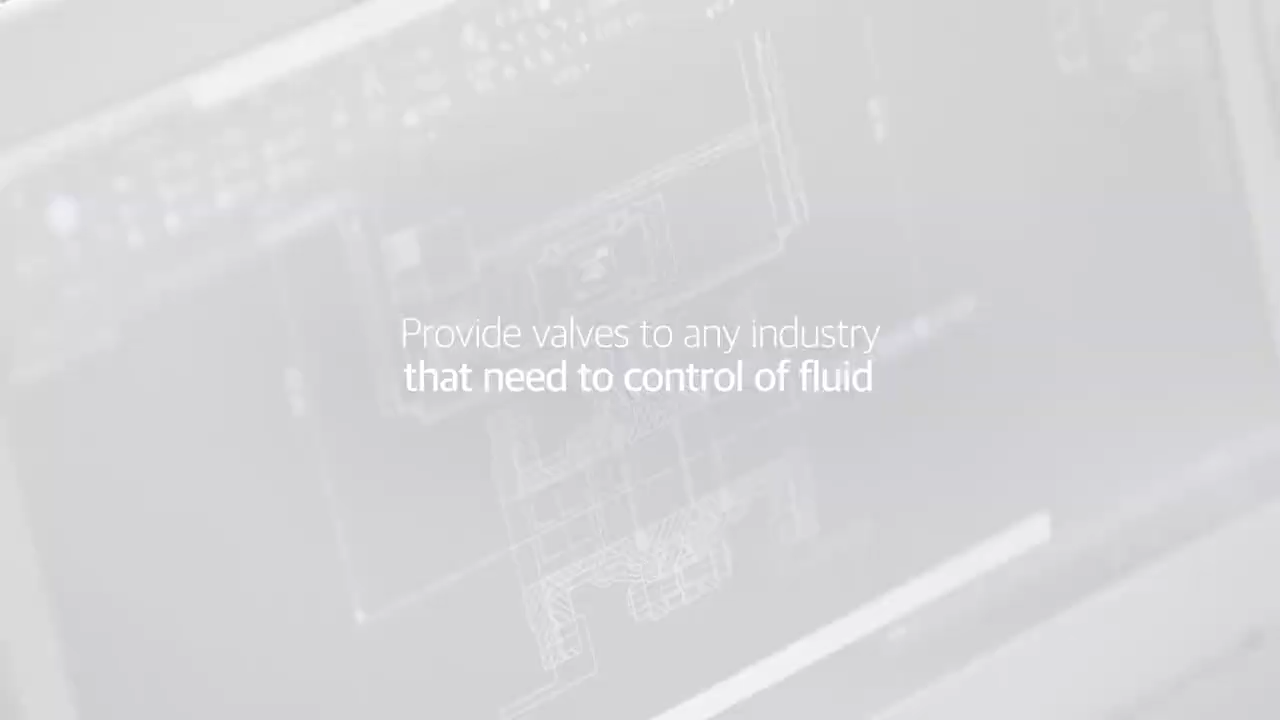 Provide valves to any industry
that need to control of fluid